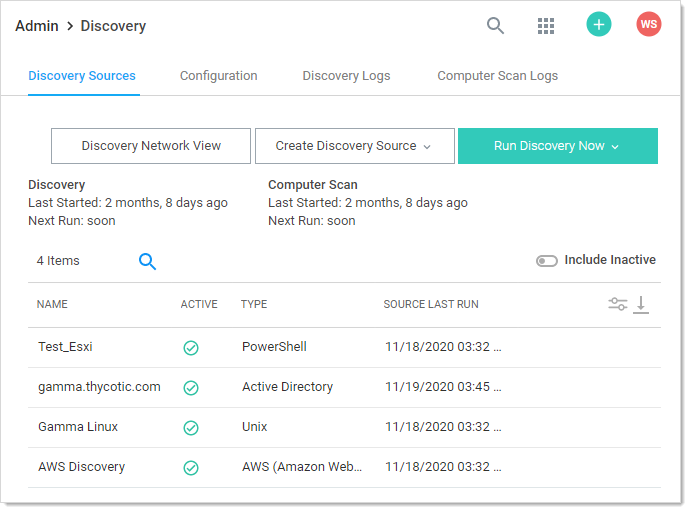 Admin > Discovery
WS
Discovery Sources Configuration Discovery Logs Computer Scan Logs
Discovery Network View Create Discovery Source Run Discovery Now
Discovery Computer Scan
Last Started: 2 months, 8 days ago Last Started: 2 months, 8 days ago
Next Run: soon Next Run: soon
4 Items Include Inactive
NAME ACTIVE TYPE SOURCE LAST RUN
Test_Esxi PowerShell 11/18/2020 03:32 ...
gamma.thycotic.com Active Directory 11/19/2020 03:45 ...
Gamma Linux Unix 11/18/2020 03:32 ...
AWS Discovery AWS (Amazon Web... 11/18/2020 03:32 ...